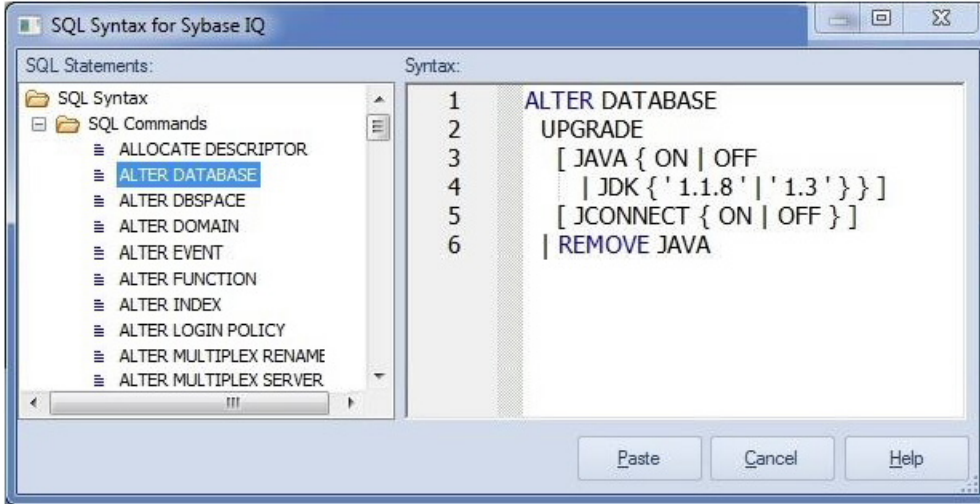 SQL Syntax for Sybase IQ
SQL Statements:
SQL Syntax
SQL Commands
ALLOCATE DESCRIPTOR
ALTER DATABASE
ALTER DBSPACE
ALTER DOMAIN
ALTER EVENT
ALTER FUNCTION
ALTER INDEX
ALTER LOGIN POLICY
ALTER MULTIPLEX RENAME
ALTER MULTIPLEX SERVER
Syntax:
1 ALTER DATABASE
2 UPGRADE
3 [ JAVA { ON | OFF
4 | JDK { ' 1.1.8 ' | ' 1.3 ' } } ]
5 [ JCONNECT { ON | OFF } ]
6 | REMOVE JAVA
Paste Cancel Help